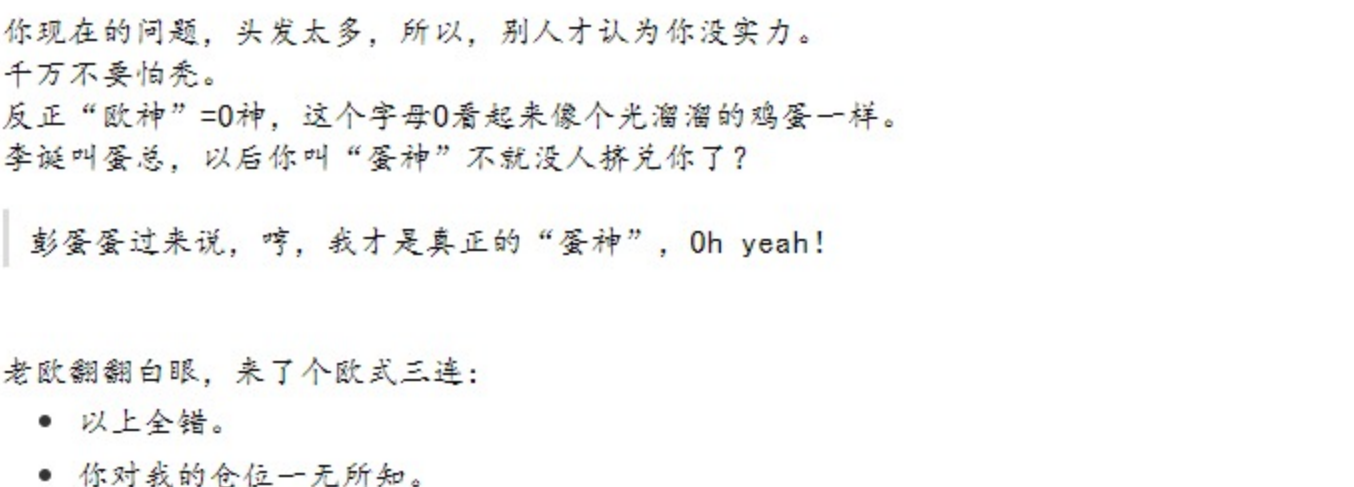 你现在的问题，头发太多，所以，别人才认为你没实力。
千万不要怕秃。
反正“欧神”=O神，这个字母O看起来像个光溜溜的鸡蛋一样。
李诞叫蛋总，以后你叫“蛋神”不就没人挤兑你了？
彭蛋蛋过来说，哼，我才是真正的“蛋神”，Oh yeah！
老欧翻翻白眼，来了个欧式三连：
• 以上全错。
• 你对我的仓位一无所知。